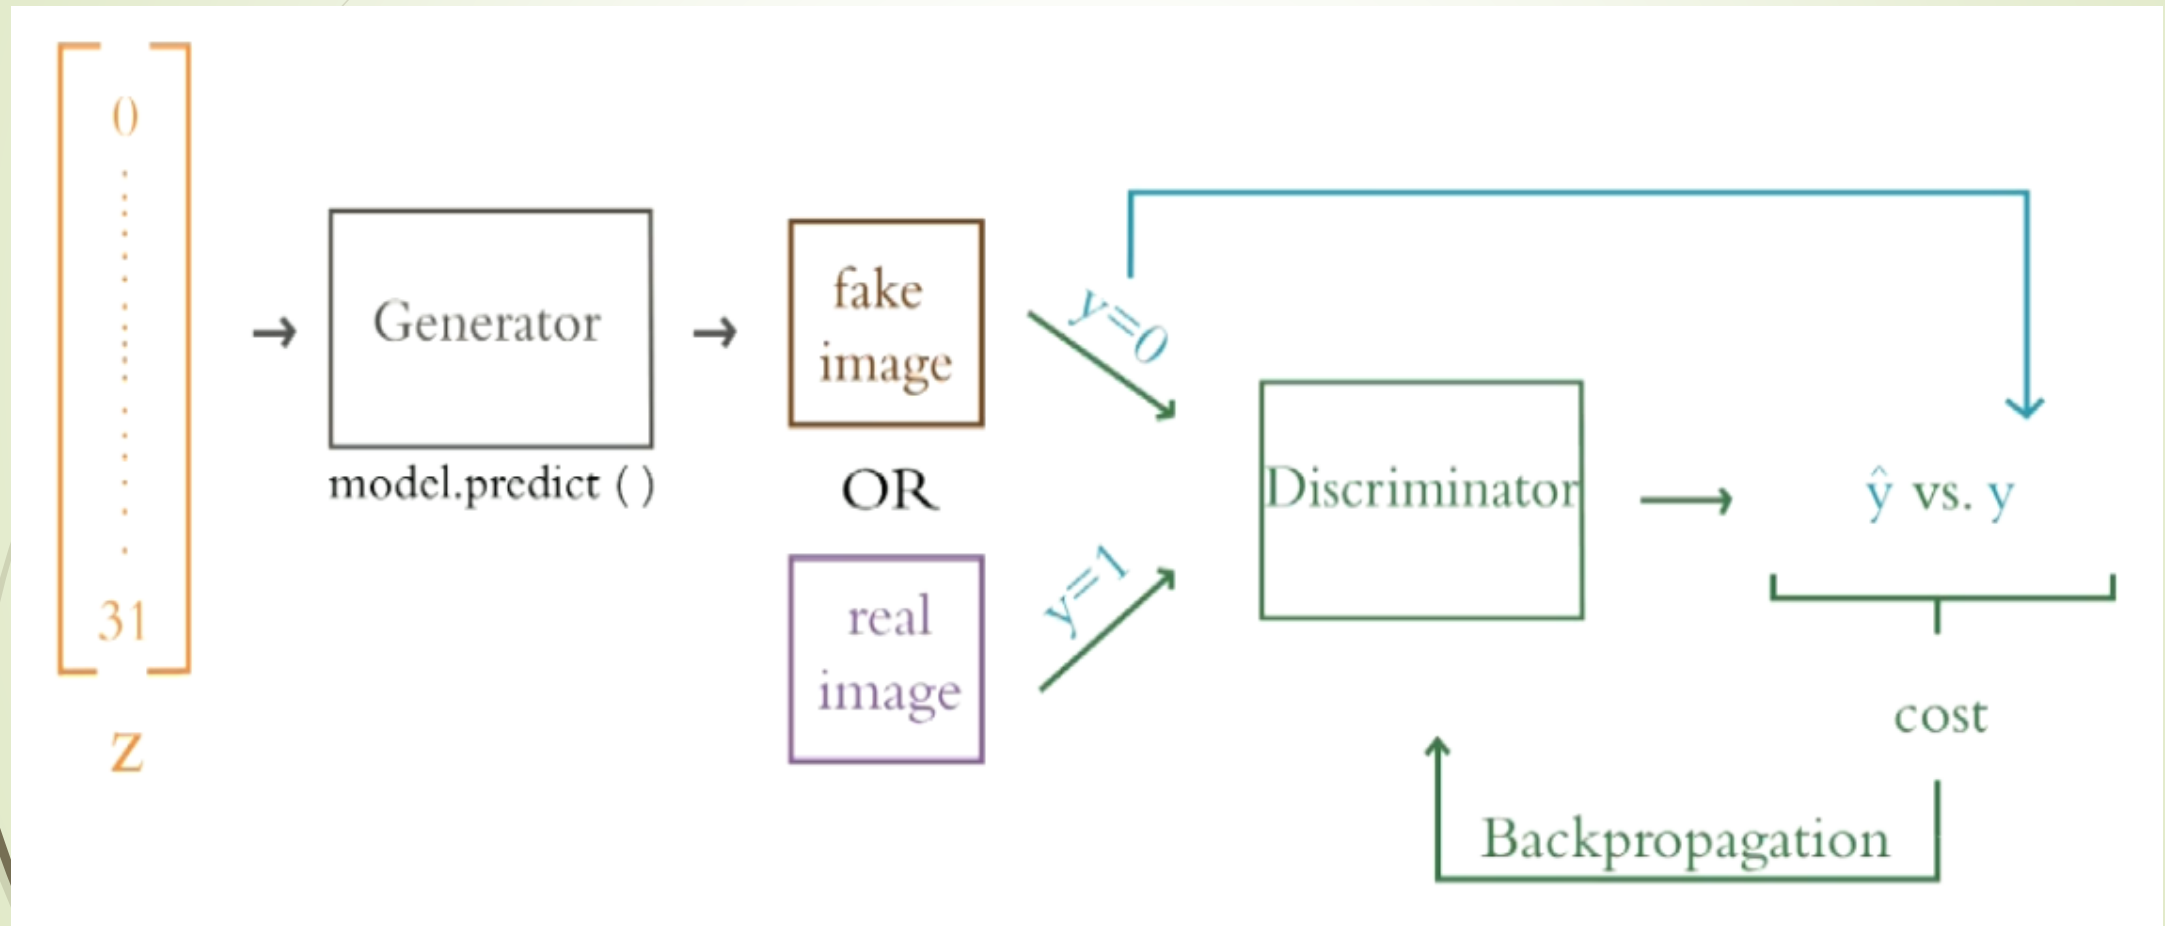 0
31
z
Generator
model.predict ( )
fake
image
OR
real
image
y=0
y=1
Discriminator
ŷ vs. y
cost
Backpropagation